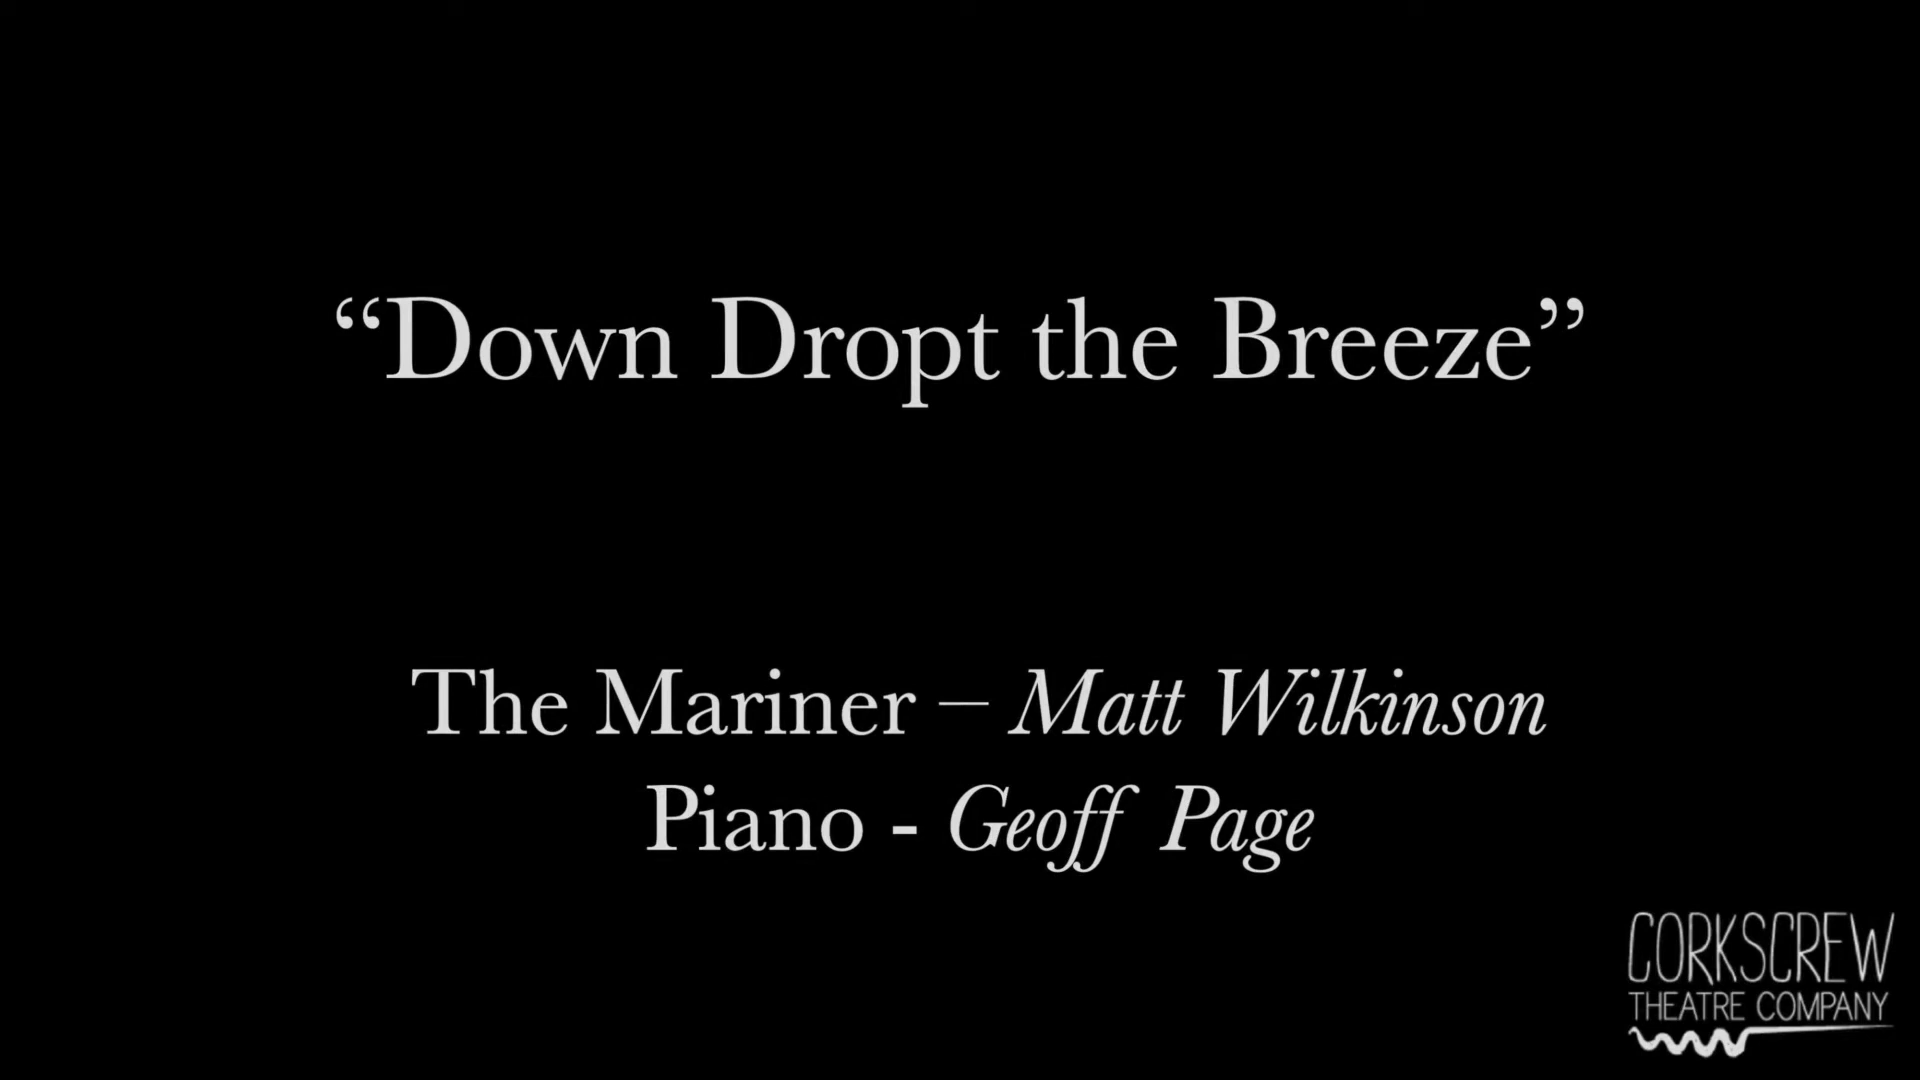 “Down Dropt the Breeze”
The Mariner – Matt Wilkinson
Piano - Geoff Page
CORKSCREW
THEATRE COMPANY